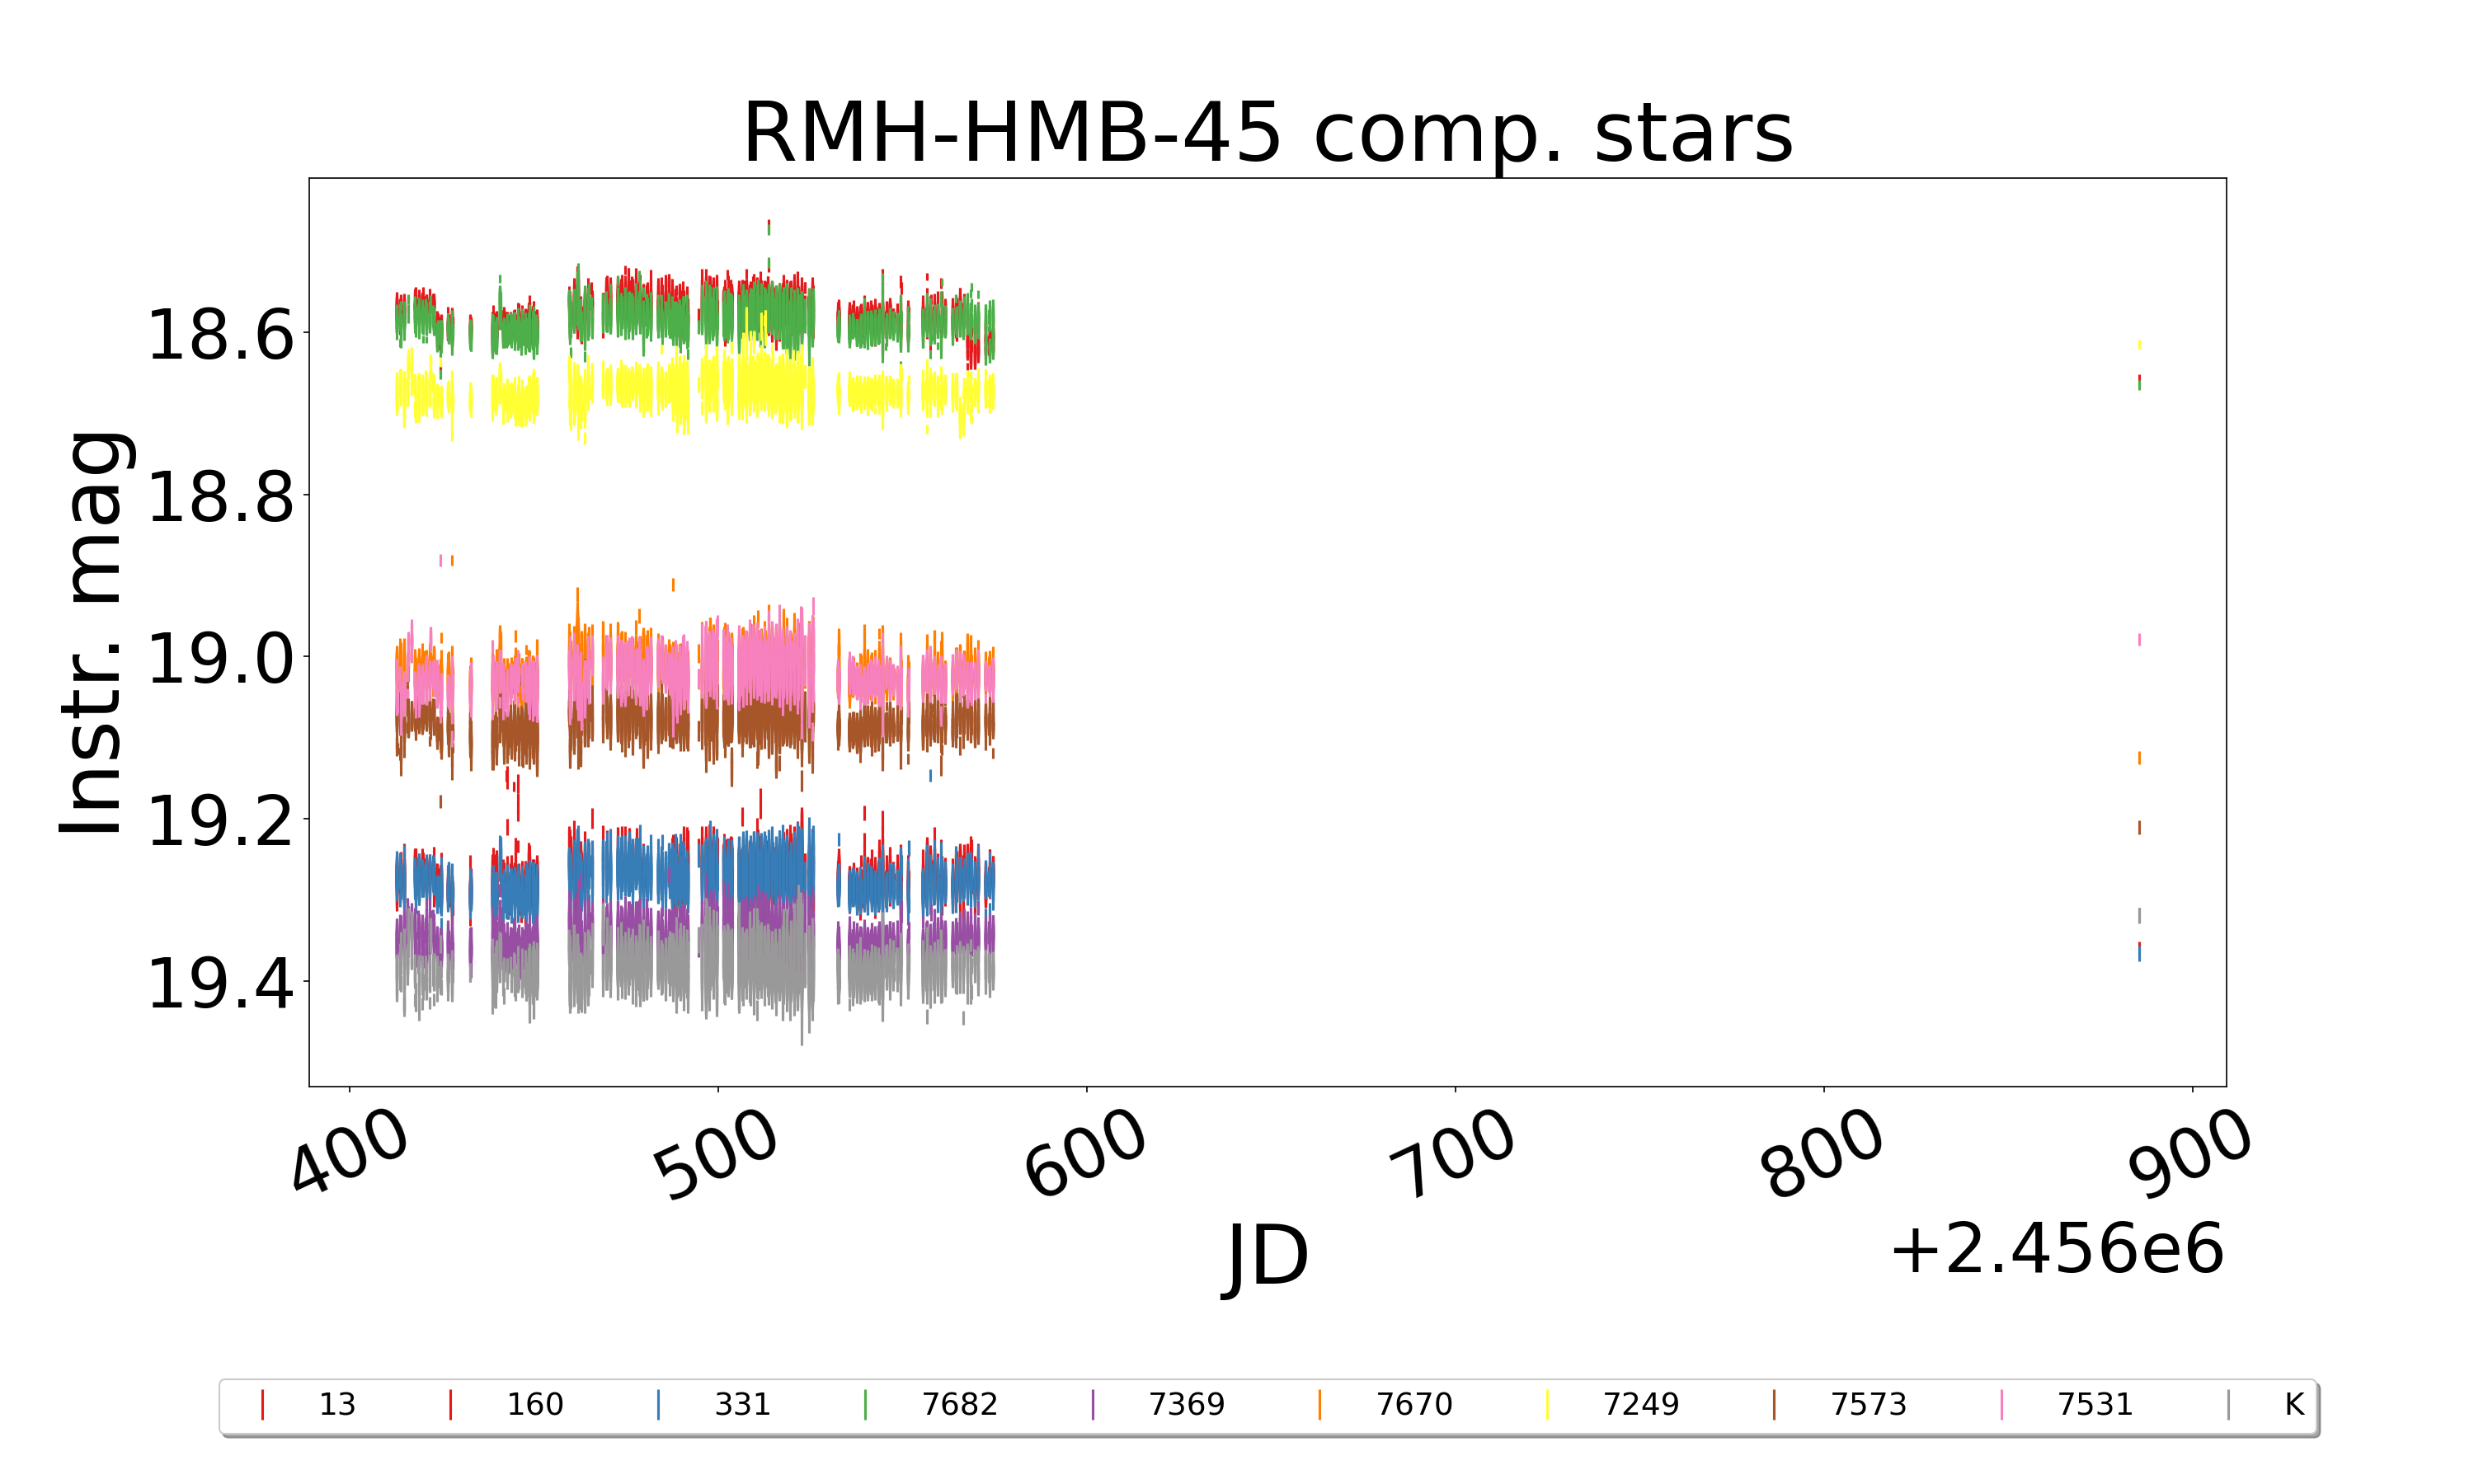 RMH-HMB-45 comp. stars
Instr. mag
18.6
18.8
19.0
19.2
19.4
400 500 600 700 800 900
JD
+2.456e6
13 160 331 7682 7369 7670 7249 7573 7531 K